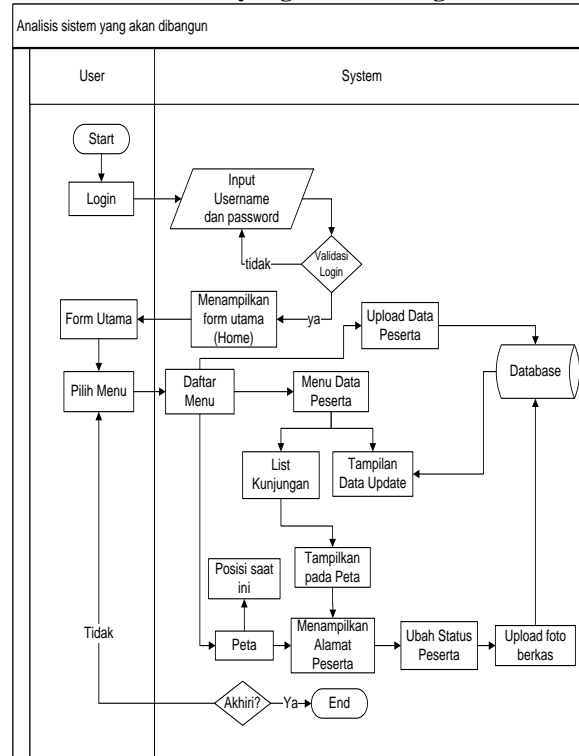 Analisis sistem yang akan dibangun
User
System
Start
Login
Input
Username
dan password
tidak
Validasi
Login
ya
Menampilkan
form utama
(Home)
Form Utama
Upload Data
Peserta
Database
Pilih Menu
Daftar
Menu
Menu Data
Peserta
List
Kunjungan
Tampilan
Data Update
Posisi saat
ini
Tampilkan
pada Peta
Tidak
Peta
Menampilkan
Alamat
Peserta
Ubah Status
Peserta
Upload foto
berkas
Akhiri?
Ya
End